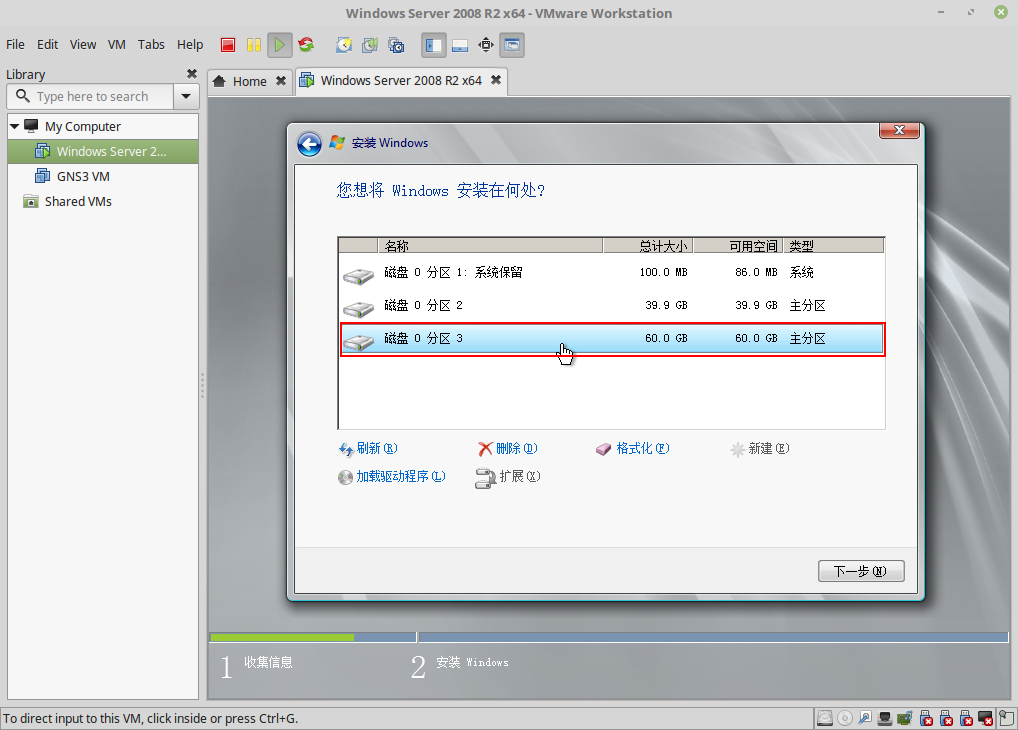 Windows Server 2008 R2 x64 - VMware Workstation
File Edit View VM Tabs Help
Library
Type here to search
My Computer
Windows Server 2...
GNS3 VM
Shared VMs
Home
Windows Server 2008 R2 x64
安装 Windows
您想将 Windows 安装在何处?
名称 总计大小 可用空间 类型
磁盘 0 分区 1: 系统保留 100.0 MB 86.0 MB 系统
磁盘 0 分区 2 39.9 GB 39.9 GB 主分区
磁盘 0 分区 3 60.0 GB 60.0 GB 主分区
刷新(R) 删除(D) 格式化(F) 新建(E)
加载驱动程序(L) 扩展(X)
下一步(N)
1 收集信息 2 安装 Windows
To direct input to this VM, click inside or press Ctrl+G.